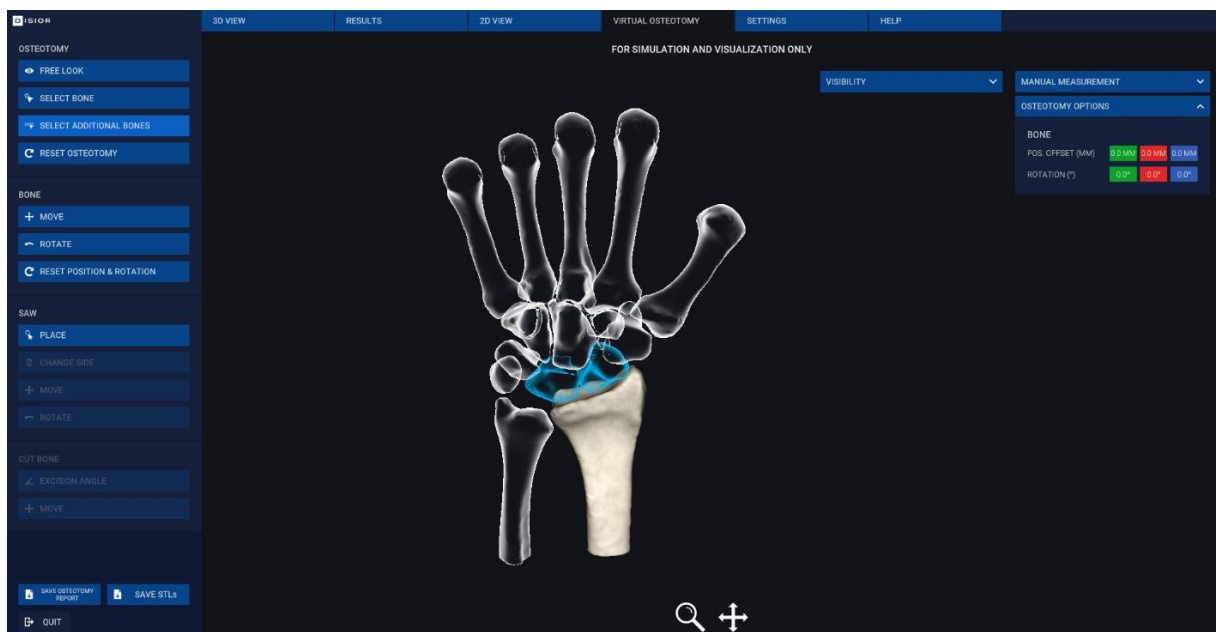 DISIOR
3D VIEW
RESULTS
2D VIEW
VIRTUAL OSTEOTOMY
SETTINGS
HELP
OSTEOTOMY
FREE LOOK
SELECT BONE
SELECT ADDITIONAL BONES
RESET OSTEOTOMY
BONE
MOVE
ROTATE
RESET POSITION & ROTATION
SAW
PLACE
CHANGE SIDE
MOVE
ROTATE
CUT BONE
EXCISION ANGLE
MOVE
SAVE OSTEOTOMY
REPORT
SAVE STLs
QUIT
FOR SIMULATION AND VISUALIZATION ONLY
VISIBILITY
MANUAL MEASUREMENT
OSTEOTOMY OPTIONS
BONE
POS. OFFSET (MM) 0.0 MM 0.0 MM 0.0 MM
ROTATION (°) 0.0° 0.0° 0.0°